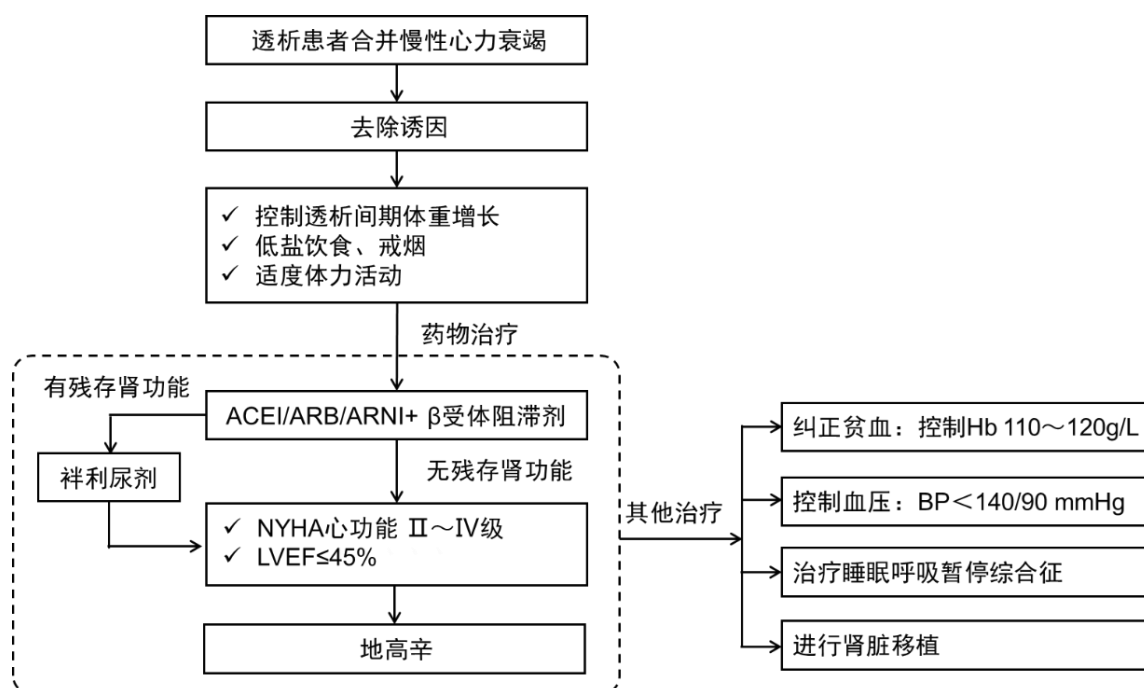 透析患者合并慢性心力衰竭
去除诱因
✓ 控制透析间期体重增长
✓ 低盐饮食、戒烟
✓ 适度体力活动
药物治疗
有残存肾功能
ACEI/ARB/ARNI+ β受体阻滞剂
袢利尿剂
无残存肾功能
✓ NYHA心功能 Ⅱ～Ⅳ级
✓ LVEF≤45%
地高辛
其他治疗
纠正贫血：控制Hb 110～120g/L
控制血压：BP＜140/90 mmHg
治疗睡眠呼吸暂停综合征
进行肾脏移植